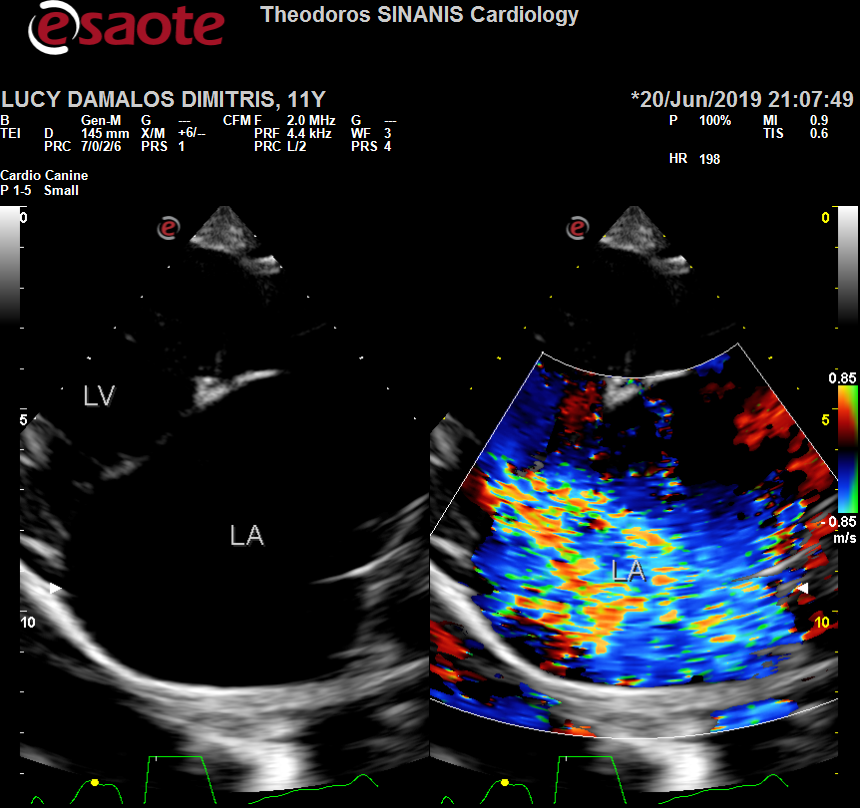 esaote
Theodoros SINANIS Cardiology
LUCY DAMALOS DIMITRIS, 11Y
*20/Jun/2019 21:07:49
B Gen-M G --- CFM F 2.0 MHz G --- P 100% MI 0.9
TEI D 145 mm X/M +6/-- PRF 4.4 kHz WF 3 TIS 0.6
PRC 7/0/2/6 PRS 1 PRC L/2 PRS 4
HR 198
Cardio Canine
P 1-5 Small
0 e e 0
0.85
LV
5 5
LA
-0.85
m/s
LA
10 10